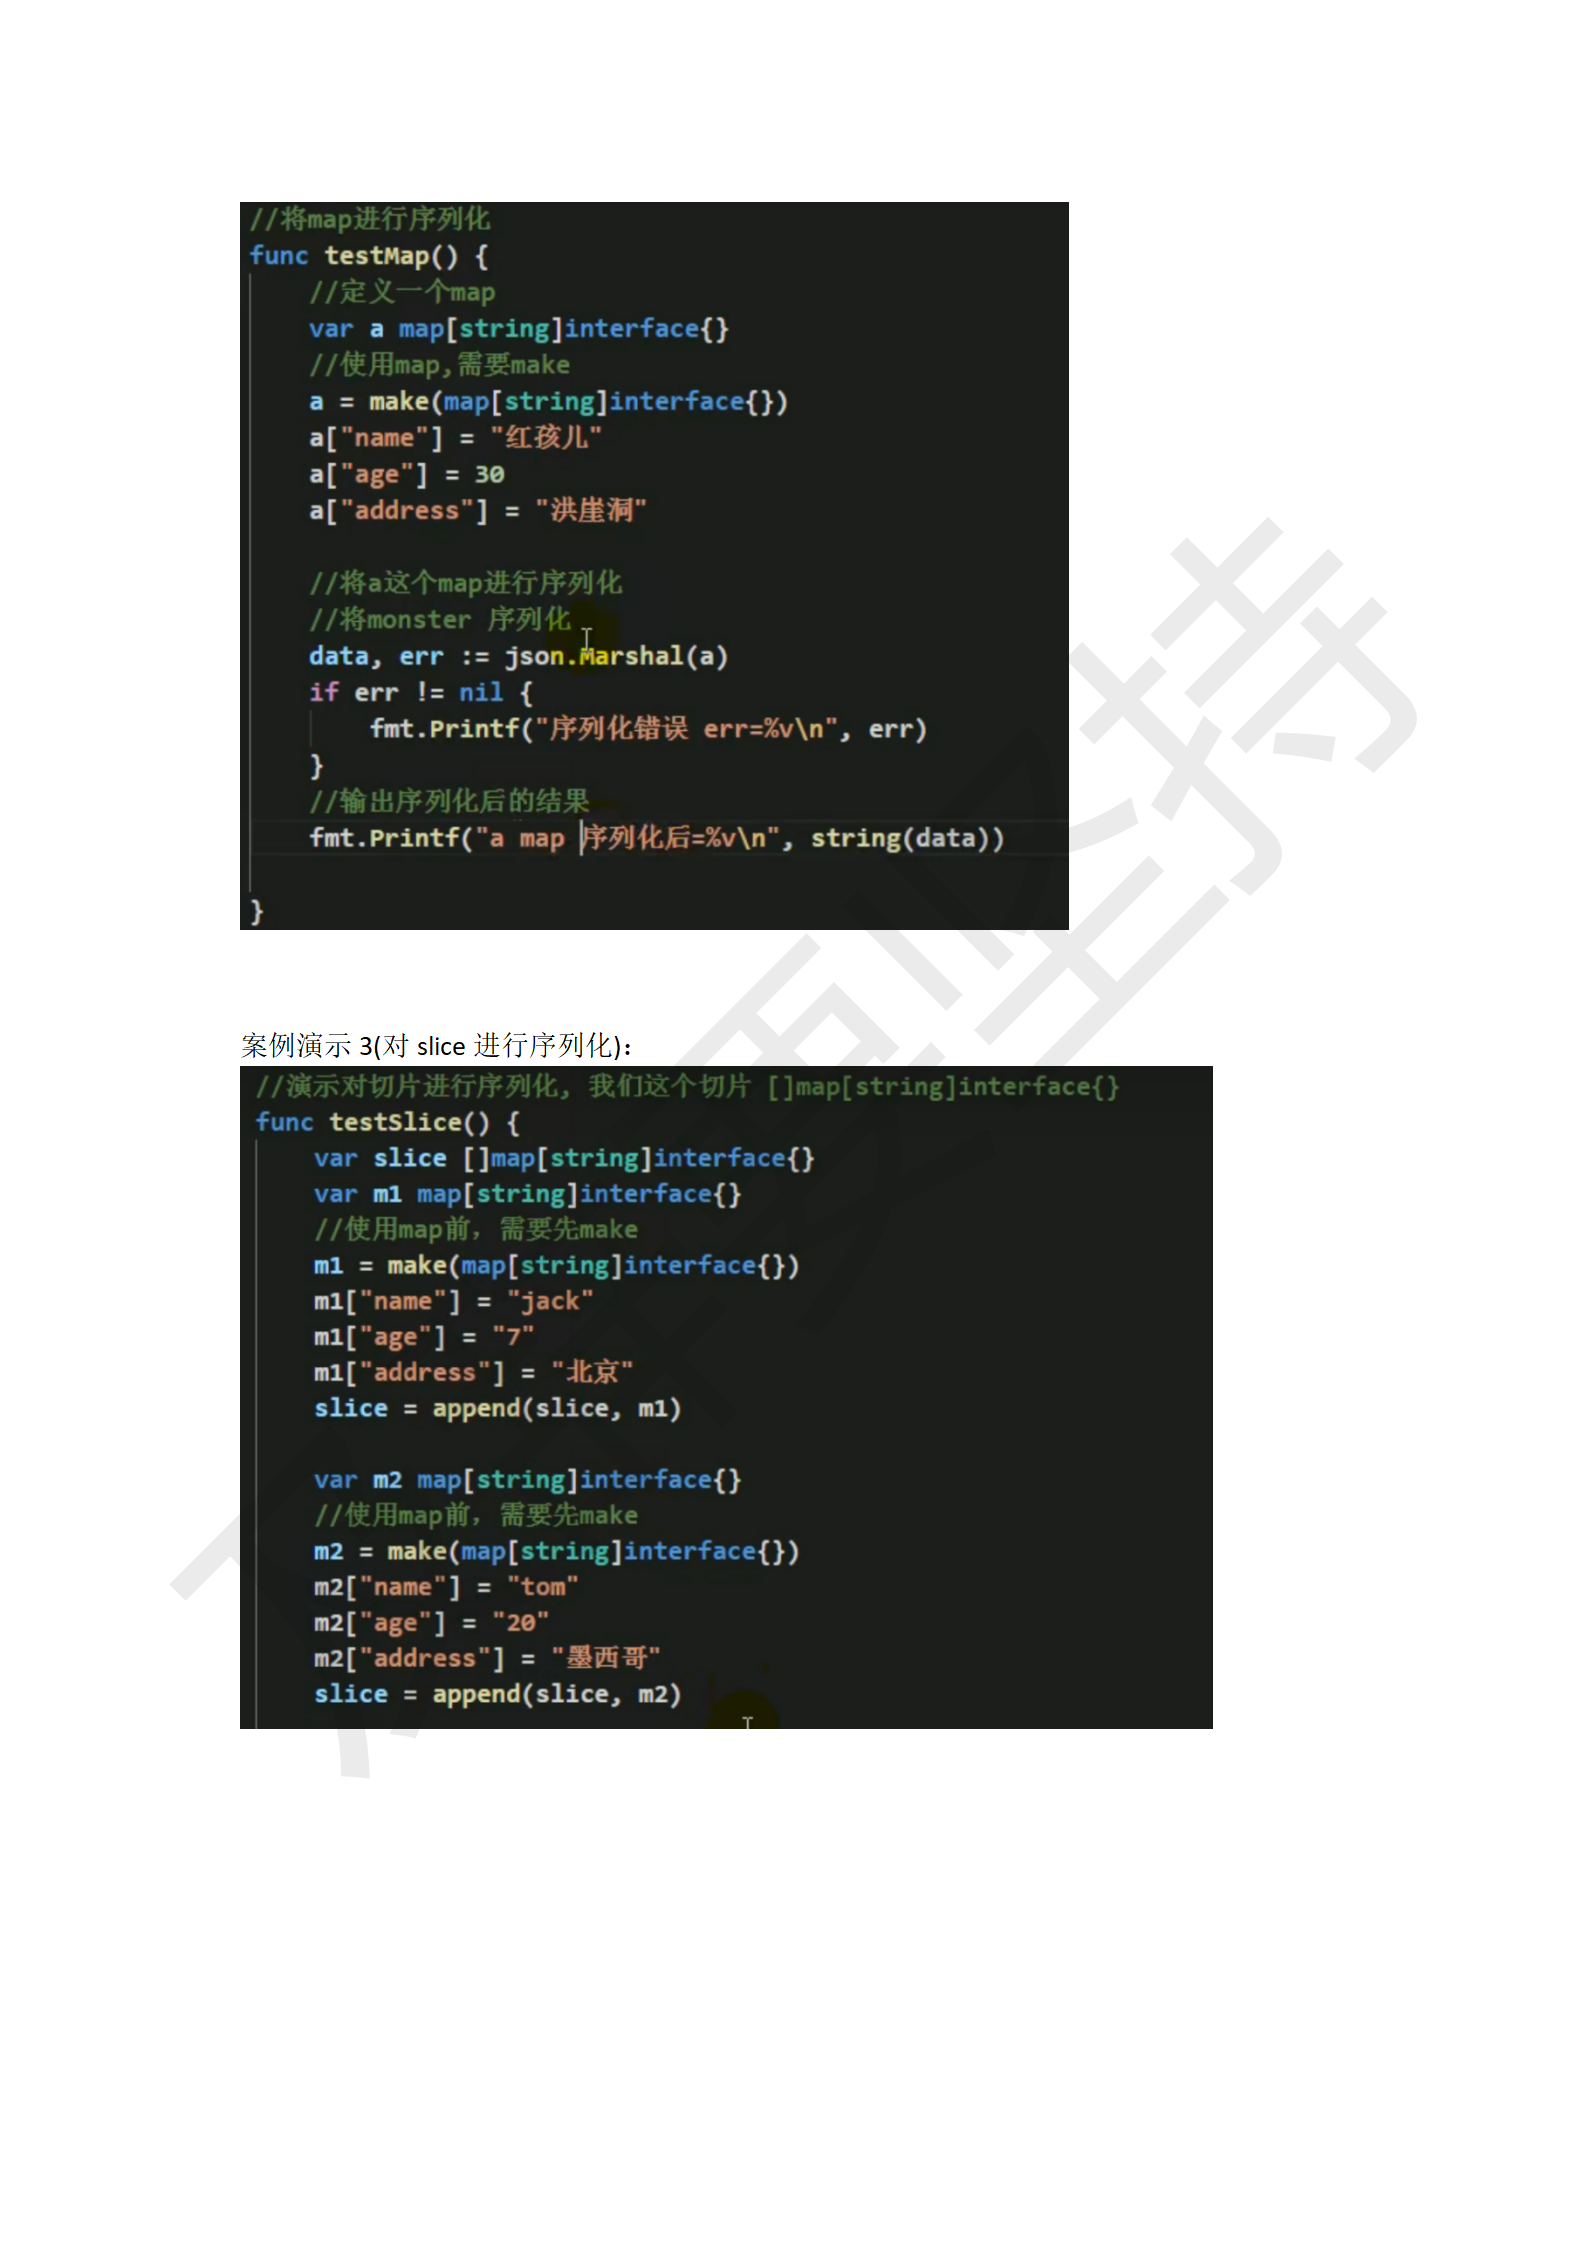 //将map进行序列化
func testMap() {
    //定义一个map
    var a map[string]interface{}
    //使用map,需要make
    a = make(map[string]interface{})
    a["name"] = "红孩儿"
    a["age"] = 30
    a["address"] = "洪崖洞"
    //将a这个map进行序列化
    //将monster 序列化
    data, err := json.Marshal(a)
    if err != nil {
        fmt.Printf("序列化错误 err=%v\n", err)
    }
    //输出序列化后的结果
    fmt.Printf("a map 序列化后=%v\n", string(data))
}
案例演示 3(对 slice 进行序列化)：
//演示对切片进行序列化, 我们这个切片 []map[string]interface{}
func testSlice() {
    var slice []map[string]interface{}
    var m1 map[string]interface{}
    //使用map前，需要先make
    m1 = make(map[string]interface{})
    m1["name"] = "jack"
    m1["age"] = "7"
    m1["address"] = "北京"
    slice = append(slice, m1)
    var m2 map[string]interface{}
    //使用map前，需要先make
    m2 = make(map[string]interface{})
    m2["name"] = "tom"
    m2["age"] = "20"
    m2["address"] = "墨西哥"
    slice = append(slice, m2)